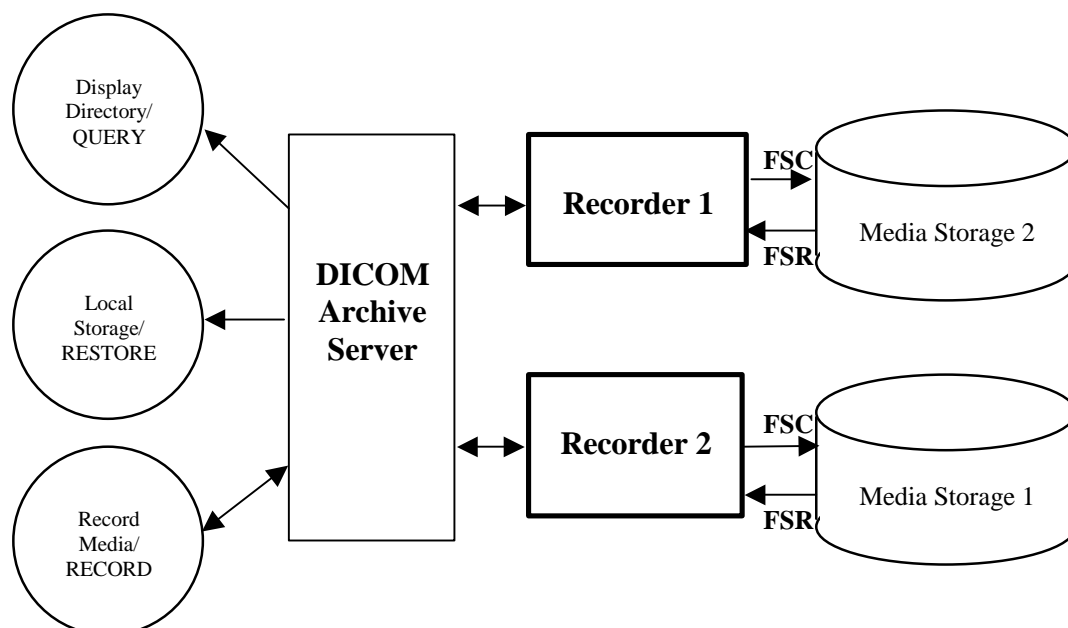 Display
Directory/
QUERY
Local
Storage/
RESTORE
Record
Media/
RECORD
DICOM
Archive
Server
Recorder 1
FSC
FSR
Media Storage 2
Recorder 2
FSC
FSR
Media Storage 1